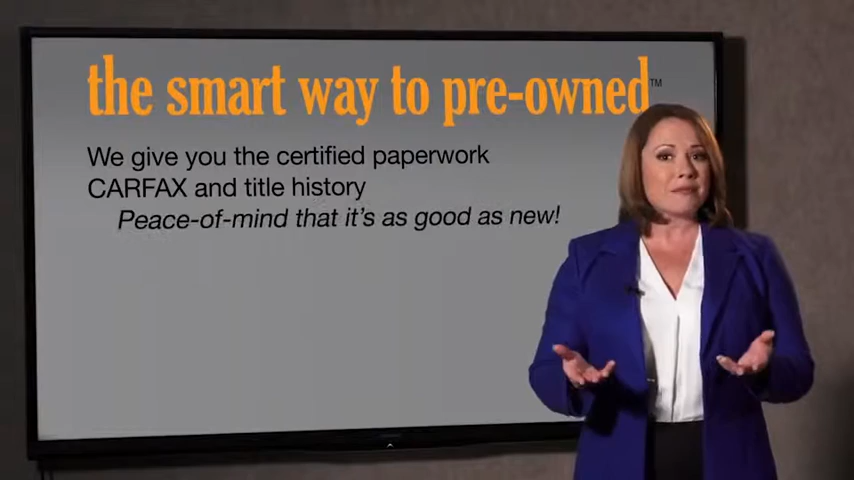 the smart way to pre-owned™
We give you the certified paperwork
CARFAX and title history
Peace-of-mind that it's as good as new!